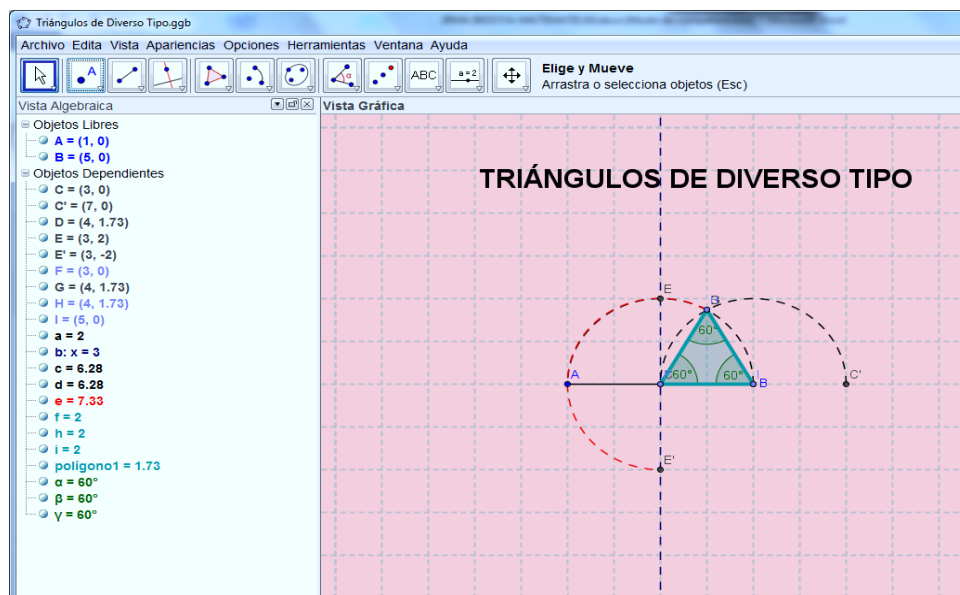 Triángulos de Diverso Tipo.ggb
Archivo Edita Vista Apariencias Opciones Herramientas Ventana Ayuda
A
α
ABC
a=2
Elige y Mueve
Arrastra o selecciona objetos (Esc)
Vista Algebraica
Vista Gráfica
Objetos Libres
A = (1, 0)
B = (5, 0)
Objetos Dependientes
C = (3, 0)
C' = (7, 0)
D = (4, 1.73)
E = (3, 2)
E' = (3, -2)
F = (3, 0)
G = (4, 1.73)
H = (4, 1.73)
I = (5, 0)
a = 2
b: x = 3
c = 6.28
d = 6.28
e = 7.33
f = 2
h = 2
i = 2
polígono1 = 1.73
α = 60°
β = 60°
γ = 60°
TRIÁNGULOS DE DIVERSO TIPO
E
60°
A
60°
60°
B
C'
E'